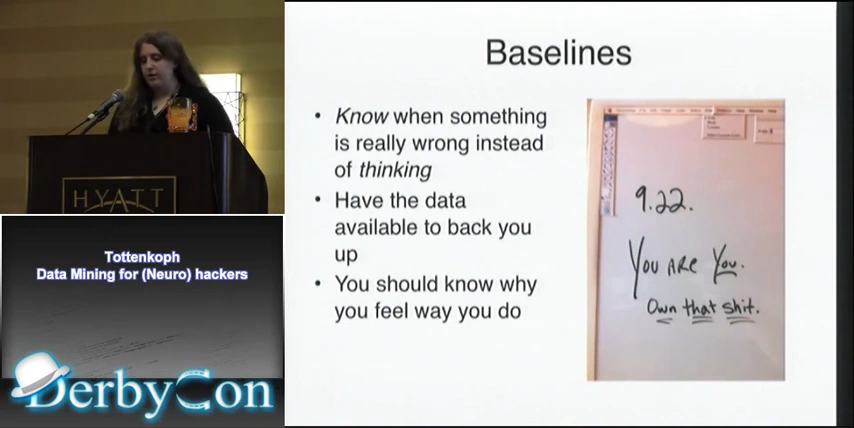 HYATT
Tottenkoph
Data Mining for (Neuro) hackers
DerbyCon
Baselines
• Know when something
is really wrong instead
of thinking
• Have the data
available to back you
up
• You should know why
you feel way you do
9.22.
You are You.
Own that shit.